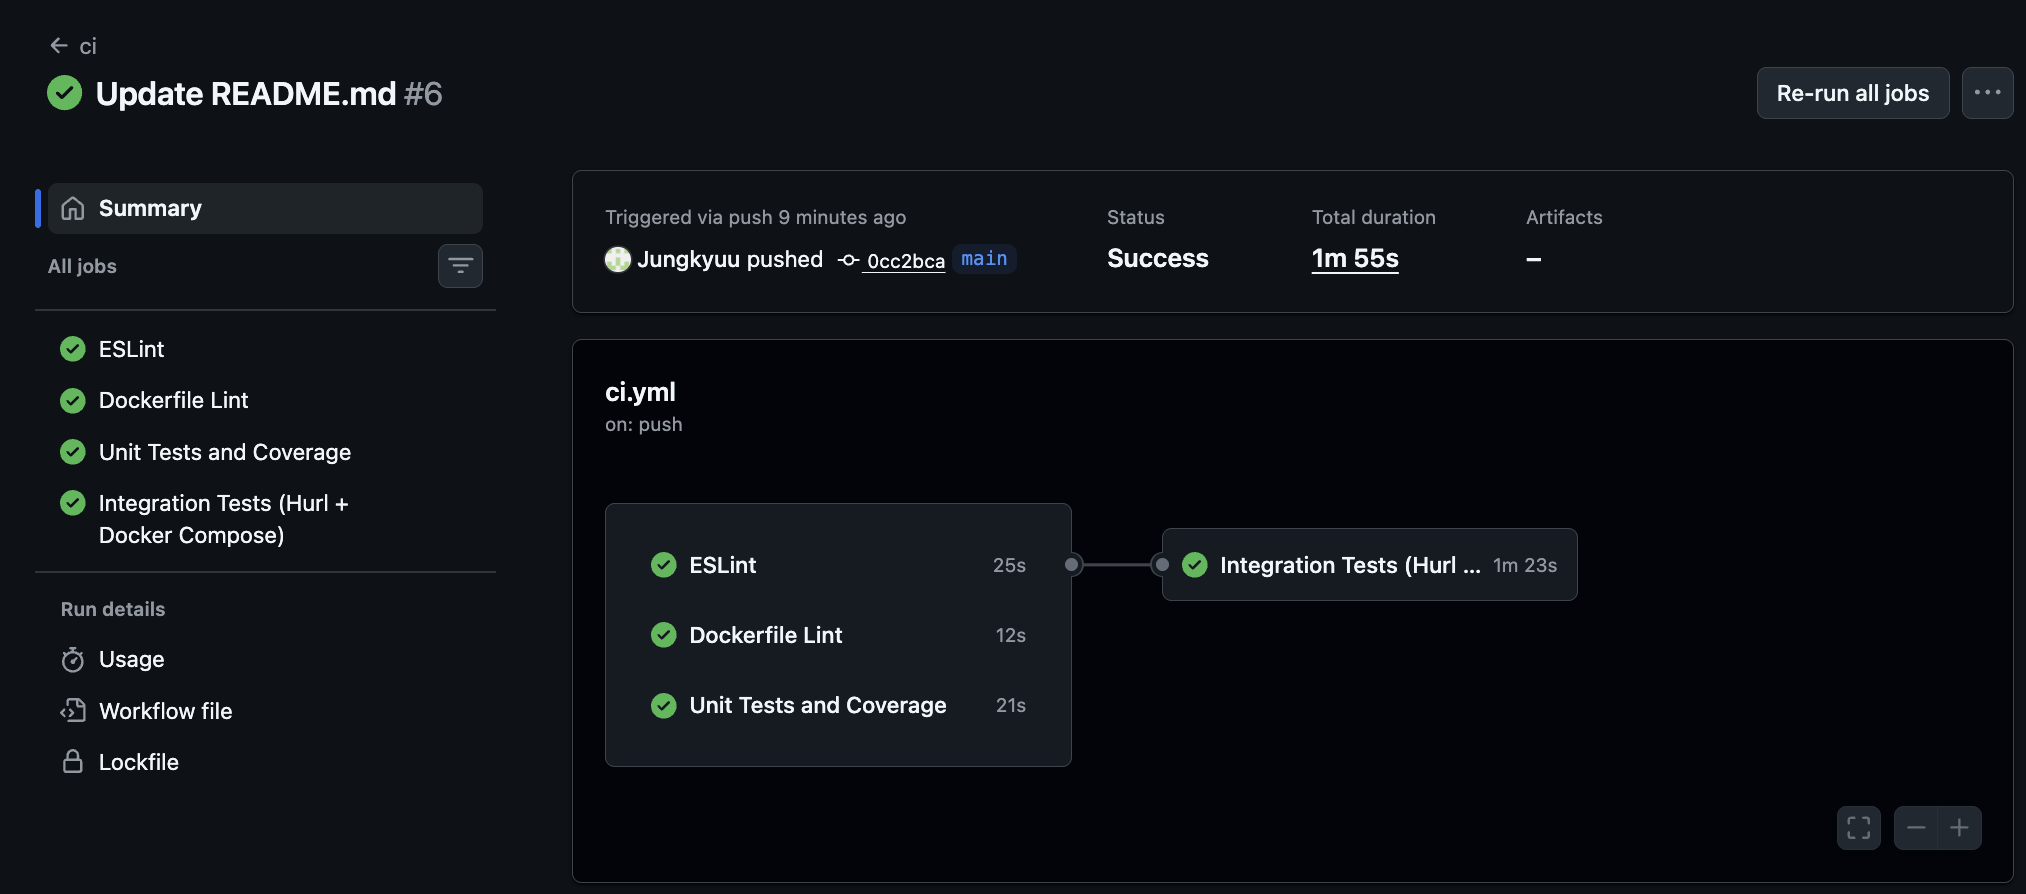 ci
Update README.md #6
Re-run all jobs
Summary
All jobs
ESLint
Dockerfile Lint
Unit Tests and Coverage
Integration Tests (Hurl +
Docker Compose)
Run details
Usage
Workflow file
Lockfile
Triggered via push 9 minutes ago
Jungkyuu pushed 0cc2bca main
Status
Success
Total duration
1m 55s
Artifacts
–
ci.yml
on: push
ESLint 25s
Dockerfile Lint 12s
Unit Tests and Coverage 21s
Integration Tests (Hurl ... 1m 23s